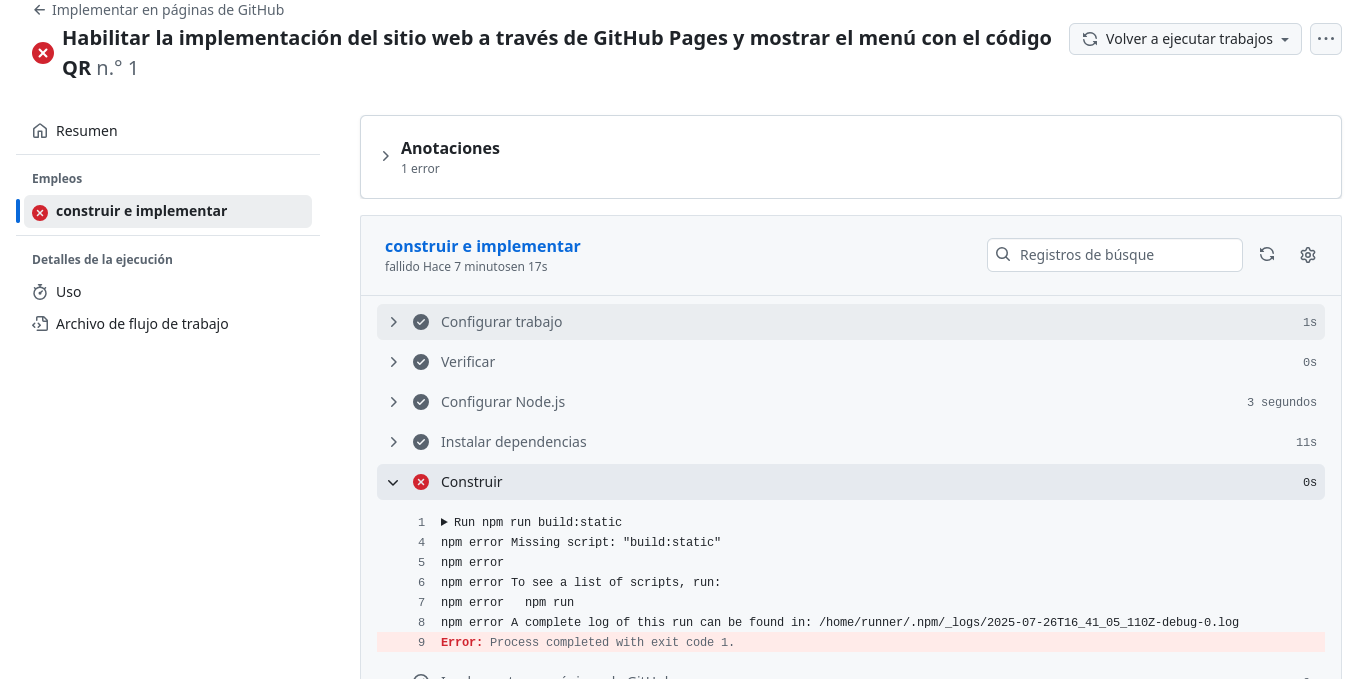 Implementar en páginas de GitHub
Habilitar la implementación del sitio web a través de GitHub Pages y mostrar el menú con el código
QR n.° 1
Volver a ejecutar trabajos
Resumen
Empleos
construir e implementar
Detalles de la ejecución
Uso
Archivo de flujo de trabajo
Anotaciones
1 error
construir e implementar
fallido Hace 7 minutosen 17s
Registros de búsque
Configurar trabajo 1s
Verificar 0s
Configurar Node.js 3 segundos
Instalar dependencias 11s
Construir 0s
1 Run npm run build:static
4 npm error Missing script: "build:static"
5 npm error
6 npm error To see a list of scripts, run:
7 npm error   npm run
8 npm error A complete log of this run can be found in: /home/runner/.npm/_logs/2025-07-26T16_41_05_110Z-debug-0.log
9 Error: Process completed with exit code 1.